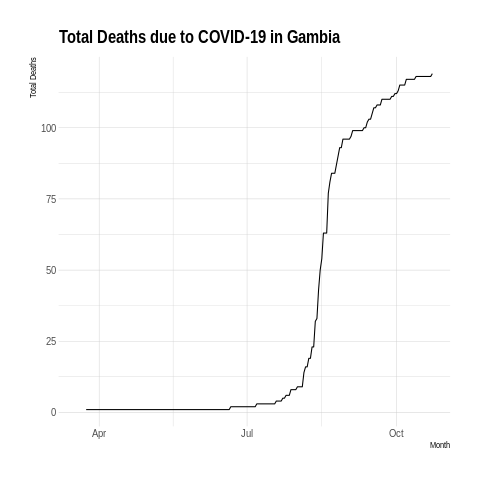 Total Deaths due to COVID-19 in Gambia
Total Deaths
100
75
50
25
0
Apr Jul Oct
Month